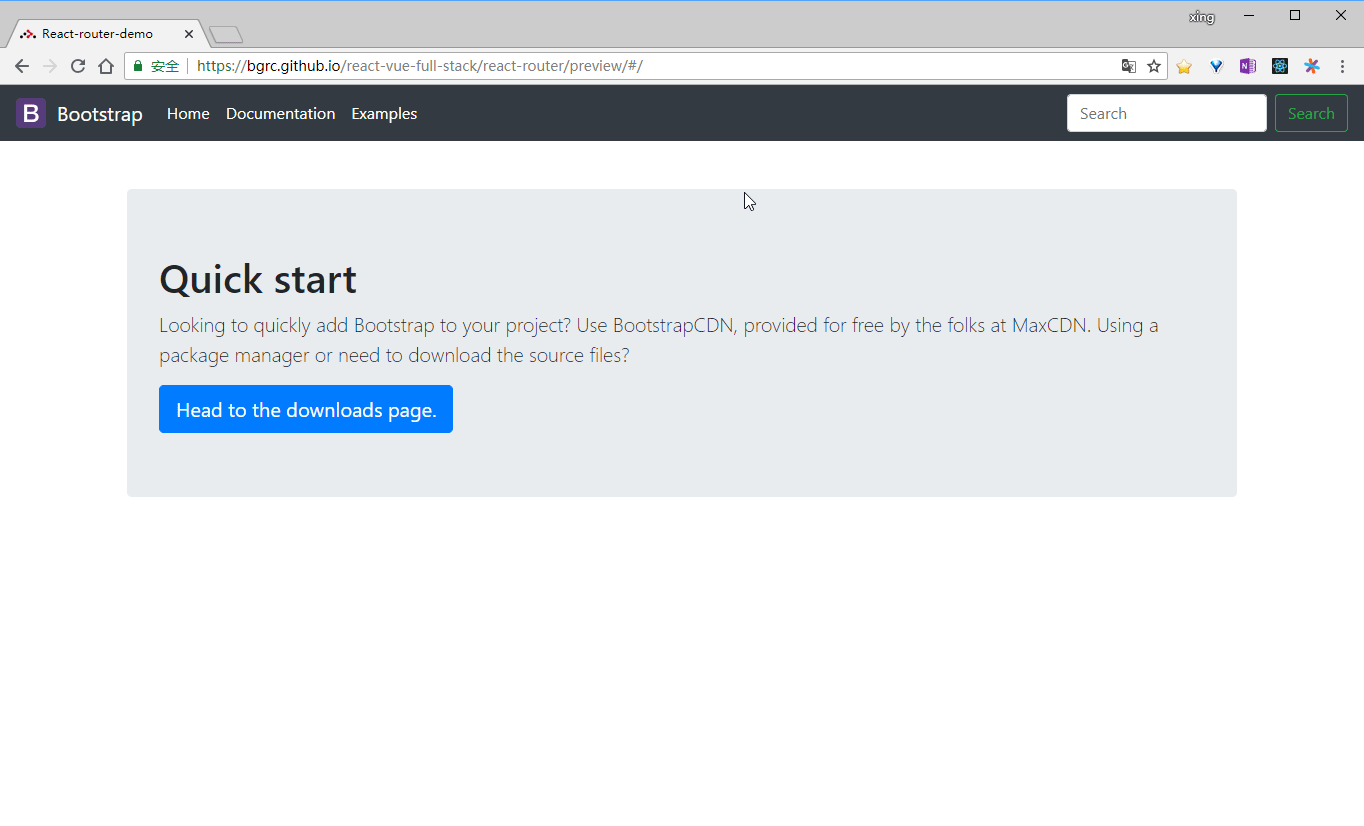 xing
React-router-demo
安全 https://bgrc.github.io/react-vue-full-stack/react-router/preview/#/
B Bootstrap Home Documentation Examples Search Search
Quick start
Looking to quickly add Bootstrap to your project? Use BootstrapCDN, provided for free by the folks at MaxCDN. Using a
package manager or need to download the source files?
Head to the downloads page.